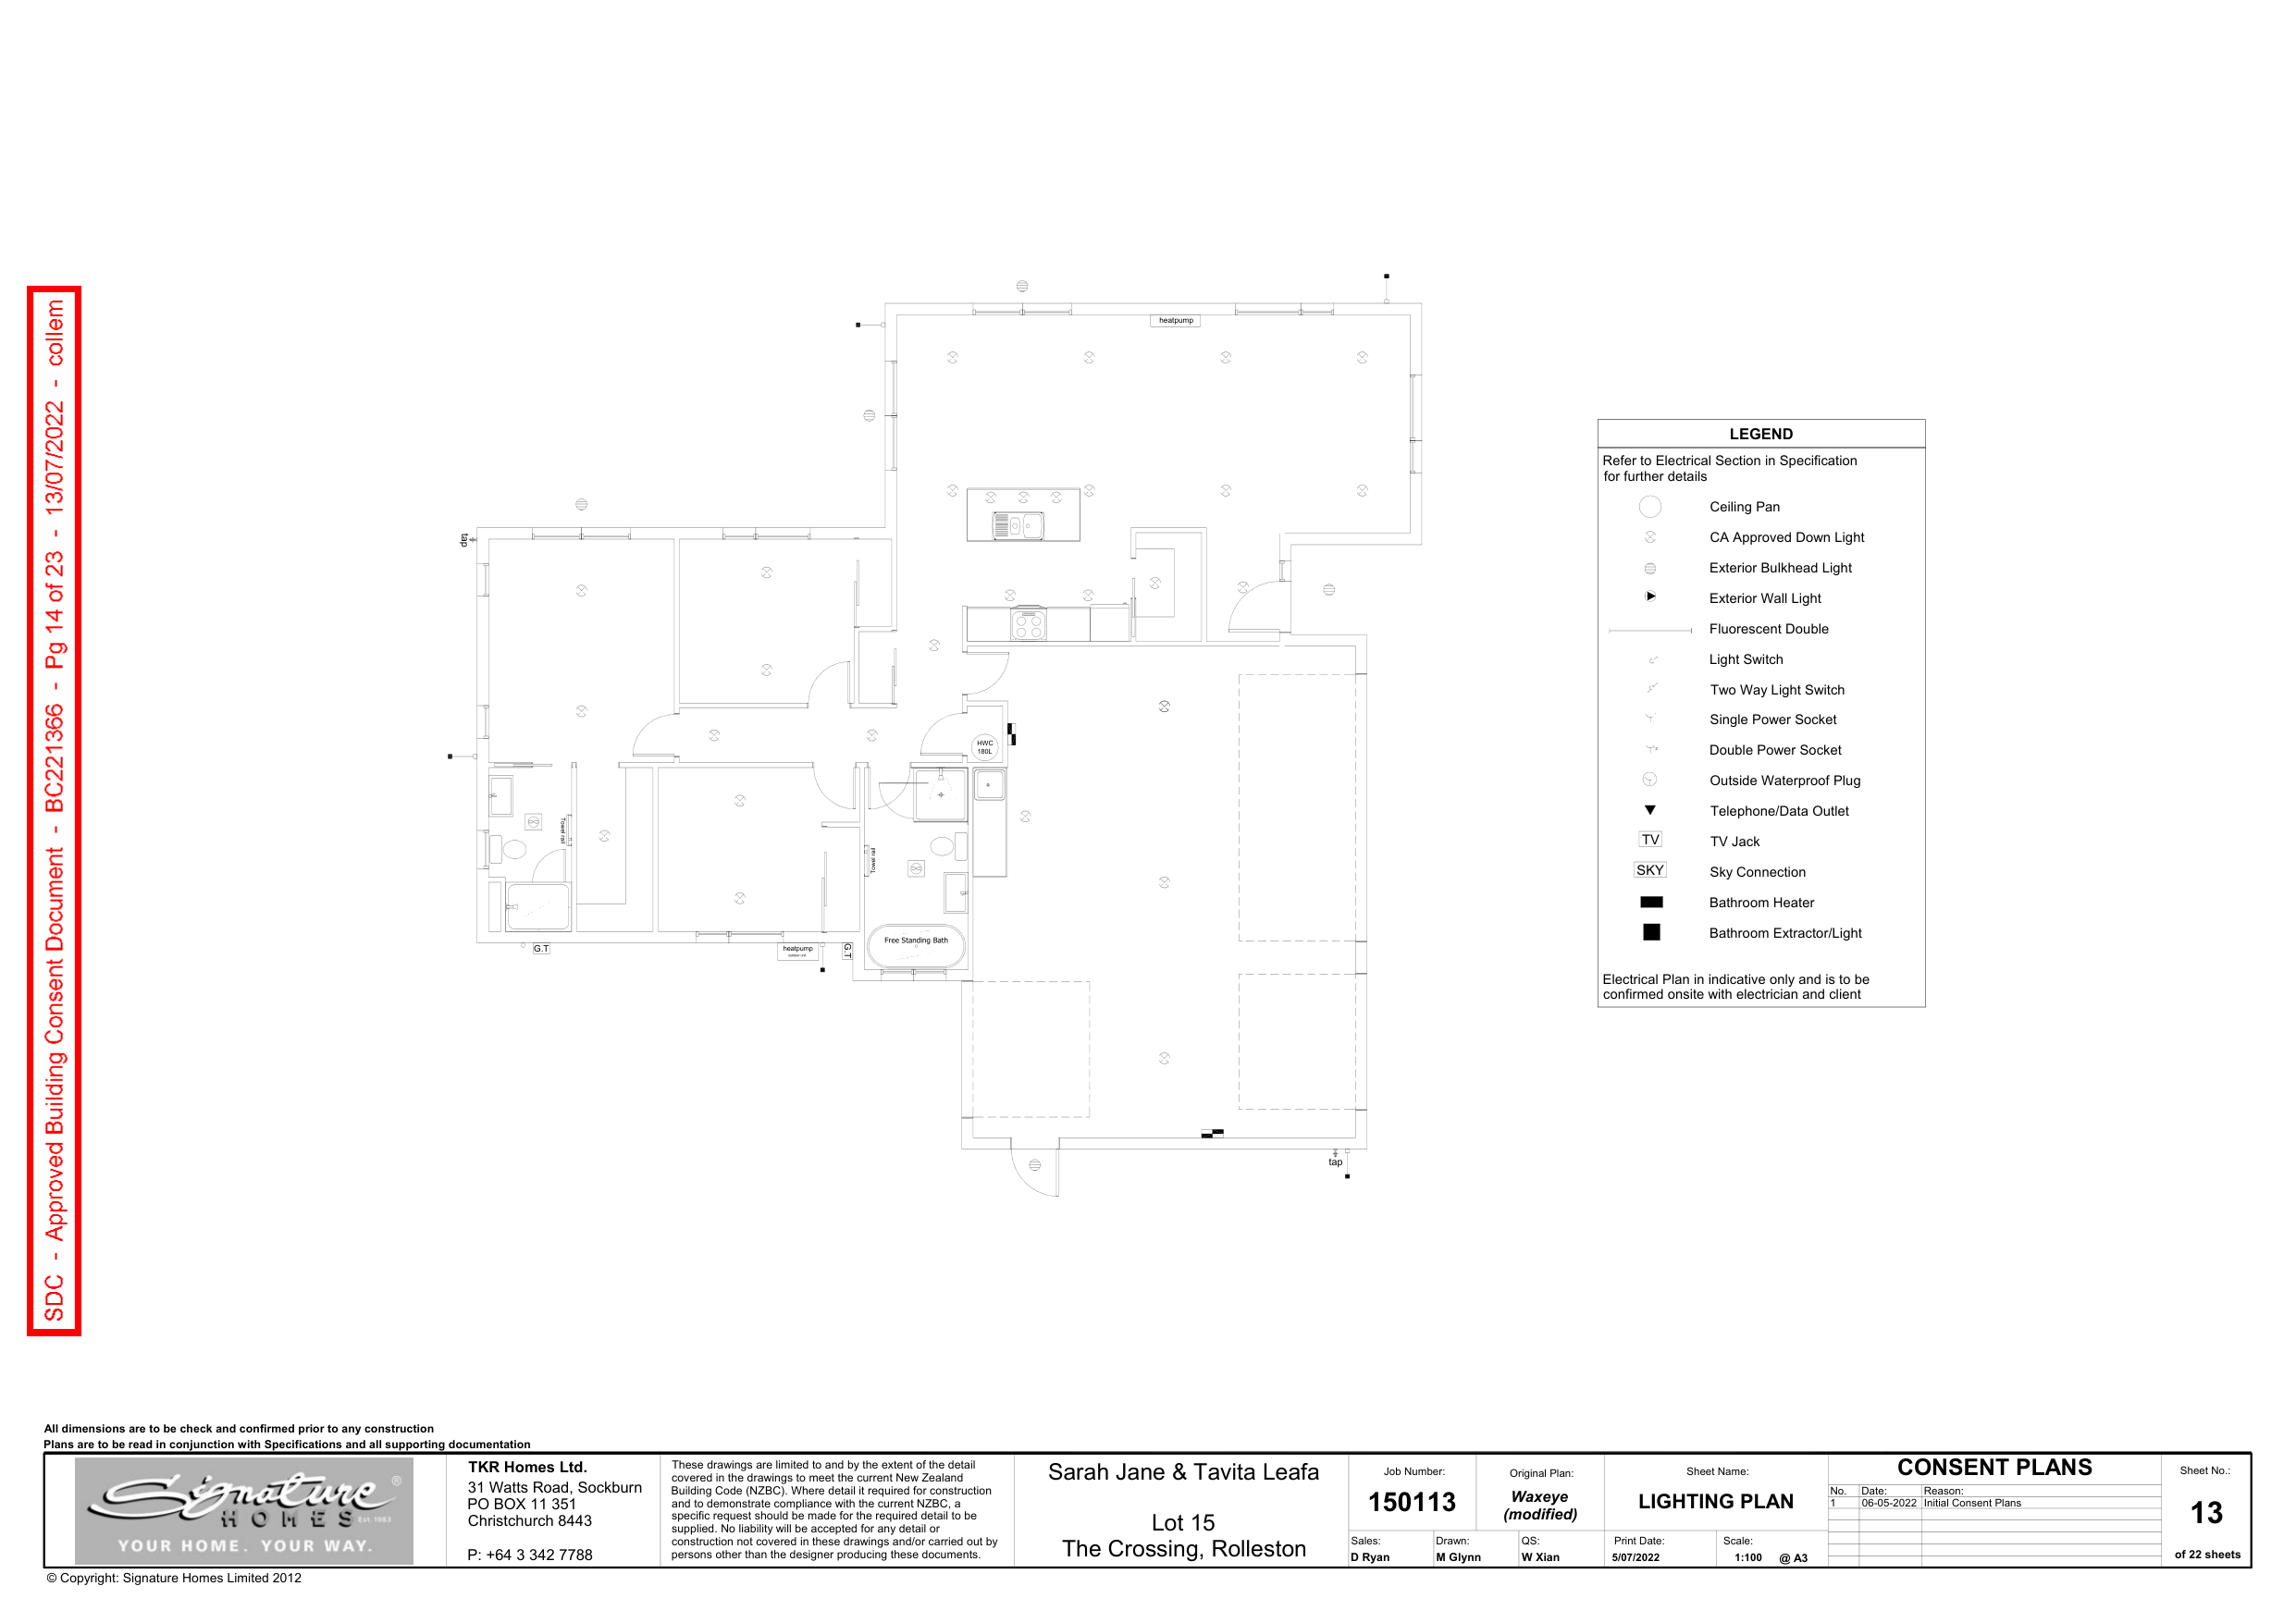 SDC - Approved Building Consent Document - BC221366 - Pg 14 of 23 - 13/07/2022 - collem
heatpump
tap
HWC
180L
Towel rail
Towel rail
Free Standing Bath
G.T
heatpump
outdoor unit
G.T
tap
LEGEND
Refer to Electrical Section in Specification
for further details
Ceiling Pan
CA Approved Down Light
Exterior Bulkhead Light
Exterior Wall Light
Fluorescent Double
Light Switch
Two Way Light Switch
Single Power Socket
Double Power Socket
Outside Waterproof Plug
Telephone/Data Outlet
TV TV Jack
SKY Sky Connection
Bathroom Heater
Bathroom Extractor/Light
Electrical Plan in indicative only and is to be
confirmed onsite with electrician and client
All dimensions are to be check and confirmed prior to any construction
Plans are to be read in conjunction with Specifications and all supporting documentation
Signature ®
HOMES Est. 1983
YOUR HOME. YOUR WAY.
TKR Homes Ltd.
31 Watts Road, Sockburn
PO BOX 11 351
Christchurch 8443
P: +64 3 342 7788
These drawings are limited to and by the extent of the detail
covered in the drawings to meet the current New Zealand
Building Code (NZBC). Where detail it required for construction
and to demonstrate compliance with the current NZBC, a
specific request should be made for the required detail to be
supplied. No liability will be accepted for any detail or
construction not covered in these drawings and/or carried out by
persons other than the designer producing these documents.
Sarah Jane & Tavita Leafa
Lot 15
The Crossing, Rolleston
Job Number:
150113
Original Plan:
Waxeye
(modified)
Sales:
D Ryan
Drawn:
M Glynn
QS:
W Xian
Sheet Name:
LIGHTING PLAN
Print Date:
5/07/2022
Scale:
1:100 @ A3
CONSENT PLANS
No. Date: Reason:
1 06-05-2022 Initial Consent Plans
Sheet No.:
13
of 22 sheets
© Copyright: Signature Homes Limited 2012